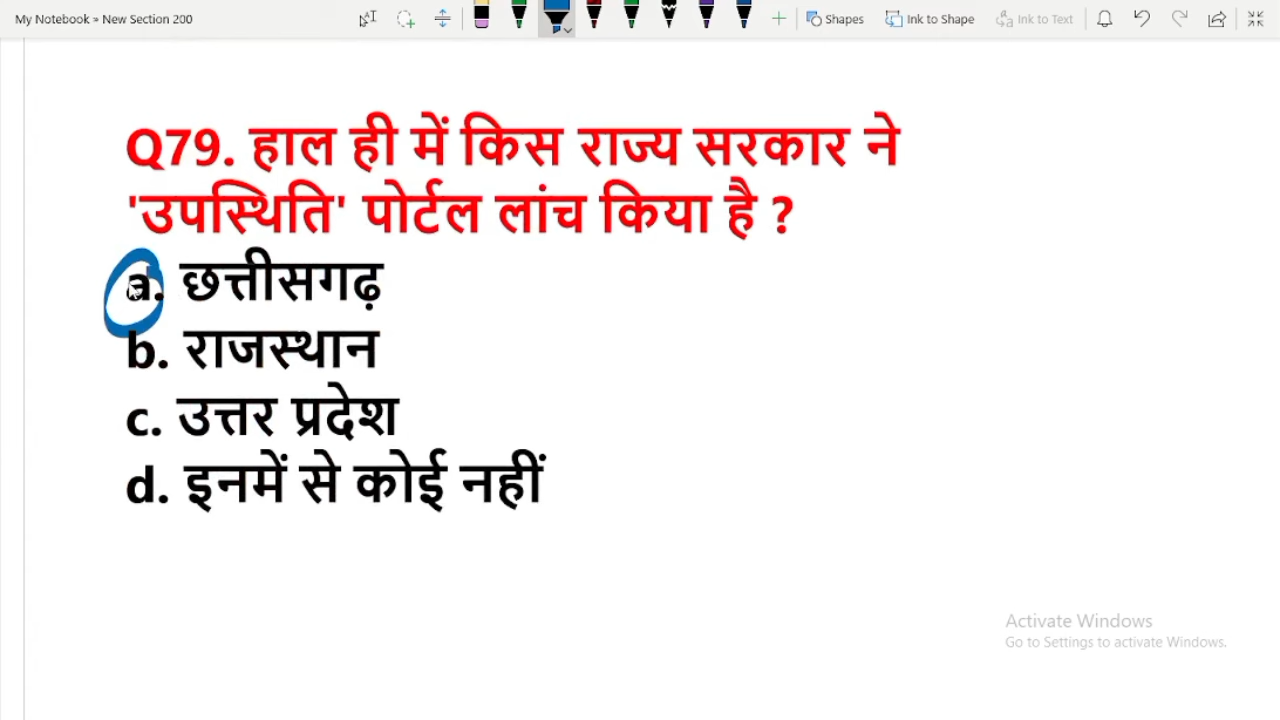 My Notebook » New Section 200
Shapes
Ink to Shape
Ink to Text
Q79. हाल ही में किस राज्य सरकार ने
'उपस्थिति' पोर्टल लांच किया है ?
a. छत्तीसगढ़
b. राजस्थान
c. उत्तर प्रदेश
d. इनमें से कोई नहीं
Activate Windows
Go to Settings to activate Windows.